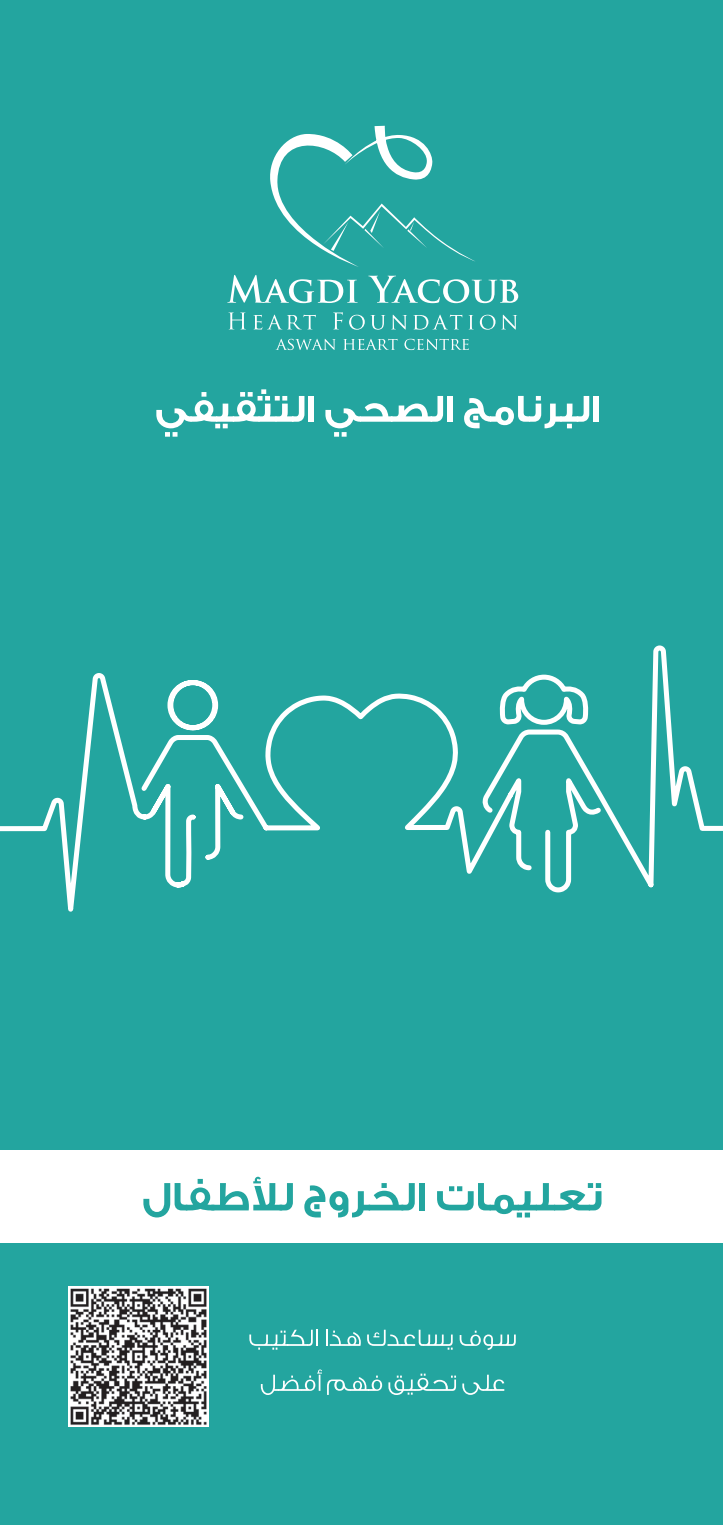 MAGDI YACOUB
HEART FOUNDATION
ASWAN HEART CENTRE
البرنامج الصحي التثقيفي
تعليمات الخروج للأطفال
سوف يساعدك هذا الكتيب
على تحقيق فهم أفضل